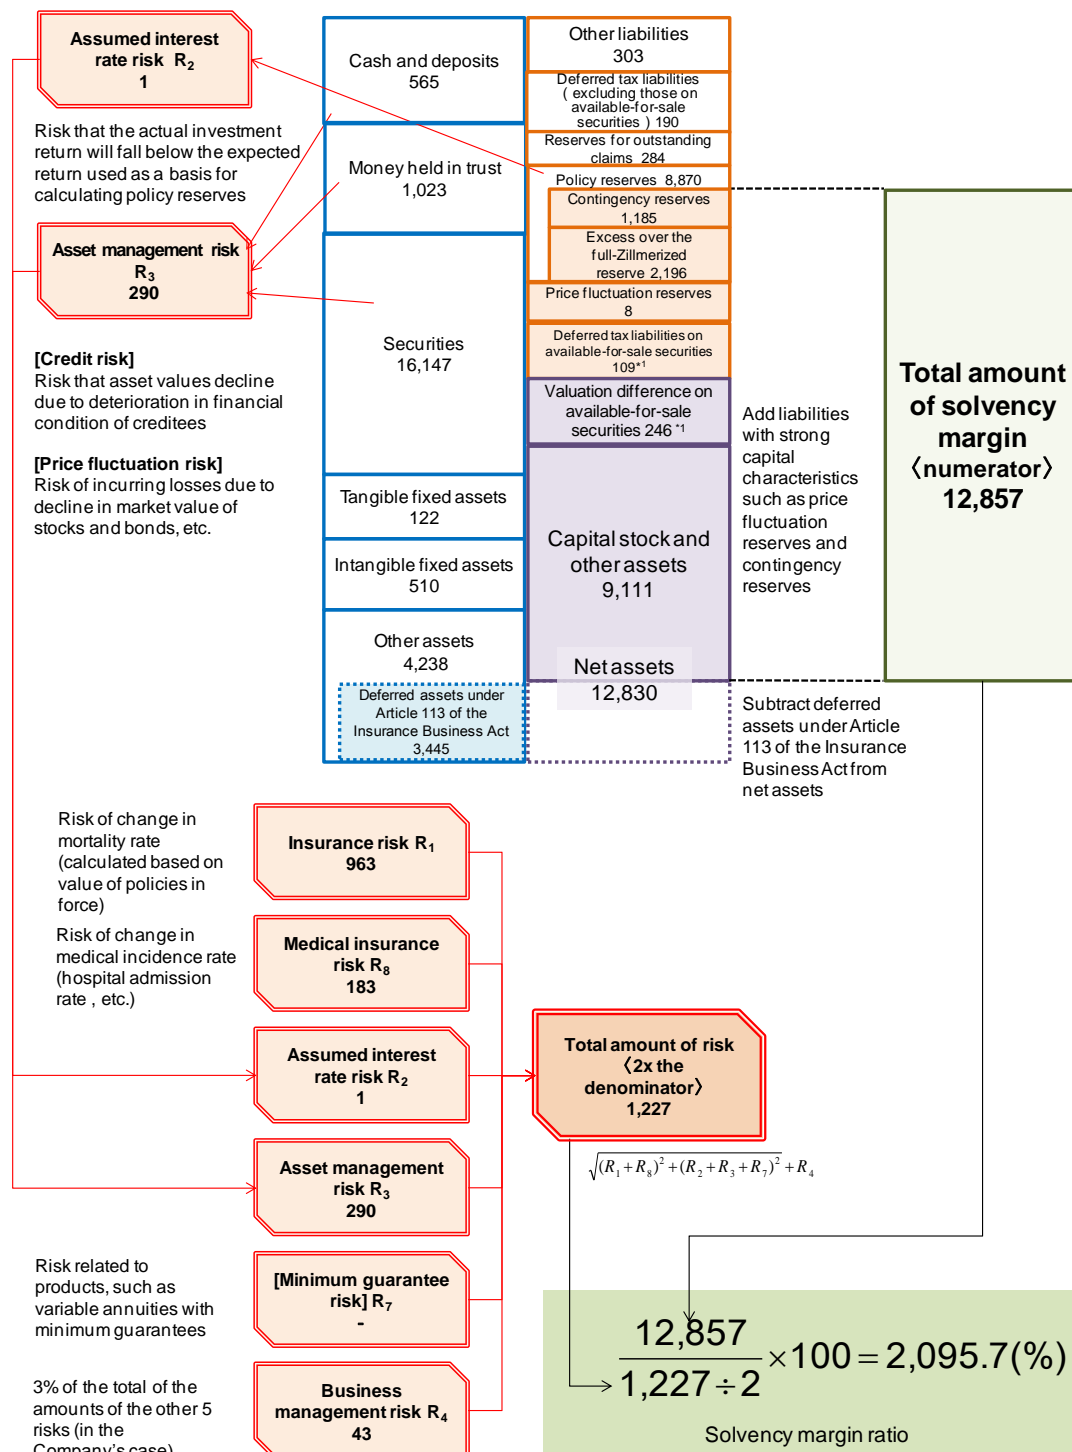 Assumed interest
rate risk R2
1
Risk that the actual investment
return will fall below the expected
return used as a basis for
calculating policy reserves
Asset management risk
R3
290
[Credit risk]
Risk that asset values decline
due to deterioration in financial
condition of creditees
[Price fluctuation risk]
Risk of incurring losses due to
decline in market value of
stocks and bonds, etc.
Cash and deposits
565
Money held in trust
1,023
Securities
16,147
Tangible fixed assets
122
Intangible fixed assets
510
Other assets
4,238
Deferred assets under
Article 113 of the
Insurance Business Act
3,445
Other liabilities
303
Deferred tax liabilities
( excluding those on
available-for-sale
securities ) 190
Reserves for outstanding
claims 284
Policy reserves 8,870
Contingency reserves
1,185
Excess over the
full-Zillmerized
reserve 2,196
Price fluctuation reserves
8
Deferred tax liabilities on
available-for-sale securities
109*1
Valuation difference on
available-for-sale
securities 246 *1
Capital stock and
other assets
9,111
Net assets
12,830
Add liabilities
with strong
capital
characteristics
such as price
fluctuation
reserves and
contingency
reserves
Subtract deferred
assets under Article
113 of the Insurance
Business Act from
net assets
Total amount
of solvency
margin
〈numerator〉
12,857
Risk of change in
mortality rate
(calculated based on
value of policies in
force)
Insurance risk R1
963
Risk of change in
medical incidence rate
(hospital admission
rate , etc.)
Medical insurance
risk R8
183
Assumed interest
rate risk R2
1
Asset management
risk R3
290
Risk related to
products, such as
variable annuities with
minimum guarantees
[Minimum guarantee
risk] R7
-
3% of the total of the
amounts of the other 5
risks (in the
Company's case)
Business
management risk R4
43
Total amount of risk
〈2x the
denominator〉
1,227
√(R1+R8)²+(R2+R3+R7)² +R4
12,857
1,227÷2
×100=2,095.7(%)
Solvency margin ratio